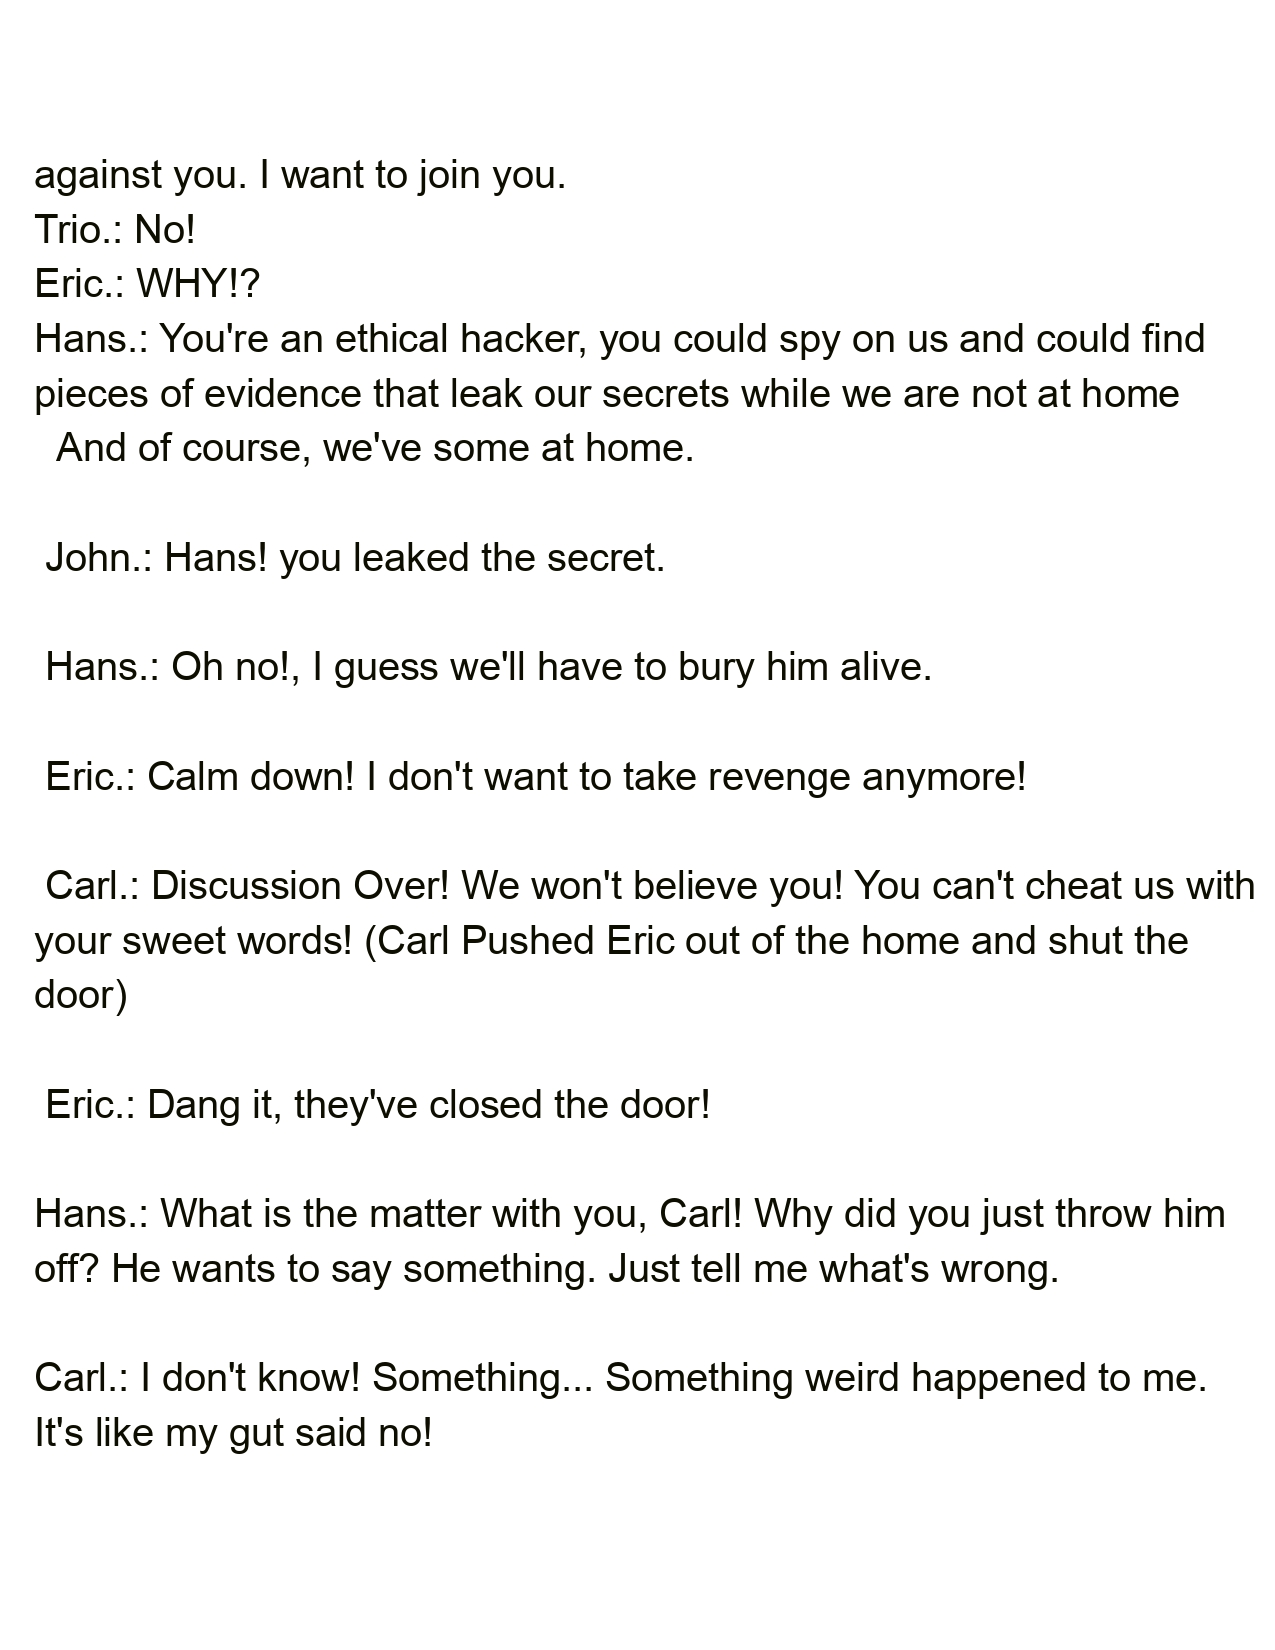 against you. I want to join you.
Trio.: No!
Eric.: WHY!?
Hans.: You're an ethical hacker, you could spy on us and could find
pieces of evidence that leak our secrets while we are not at home
And of course, we've some at home.
John.: Hans! you leaked the secret.
Hans.: Oh no!, I guess we'll have to bury him alive.
Eric.: Calm down! I don't want to take revenge anymore!
Carl.: Discussion Over! We won't believe you! You can't cheat us with
your sweet words! (Carl Pushed Eric out of the home and shut the
door)
Eric.: Dang it, they've closed the door!
Hans.: What is the matter with you, Carl! Why did you just throw him
off? He wants to say something. Just tell me what's wrong.
Carl.: I don't know! Something... Something weird happened to me.
It's like my gut said no!